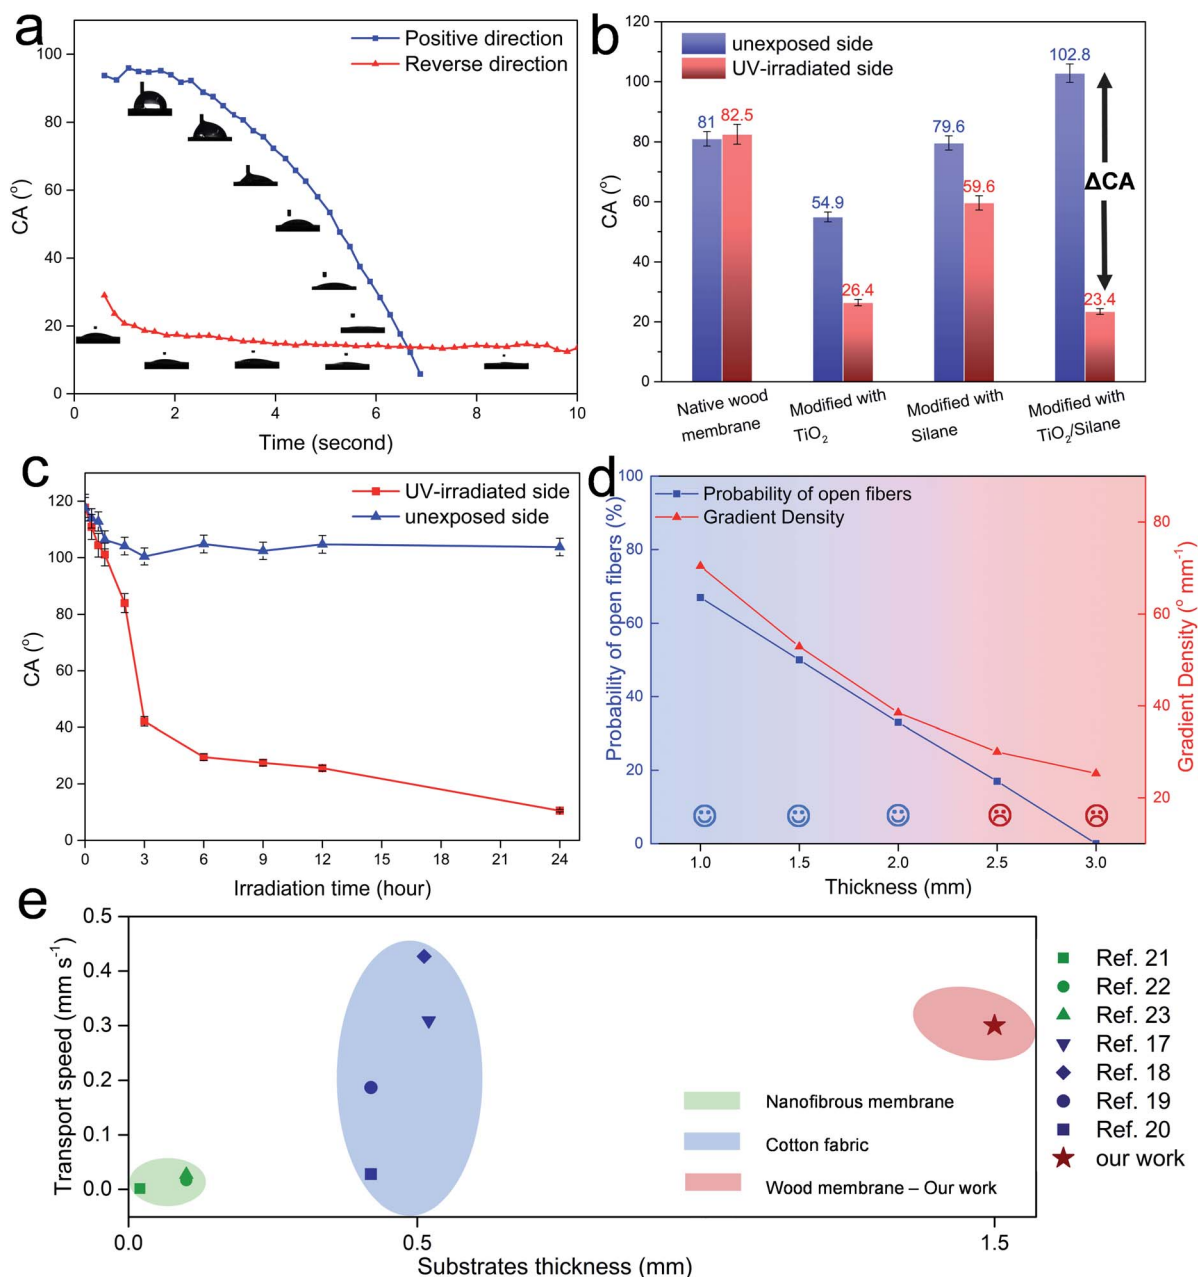 a
CA (°)
100
80
60
40
20
0
0 2 4 6 8 10
Time (second)
Positive direction
Reverse direction
b
CA (°)
120
100
80
60
40
20
0
unexposed side
UV-irradiated side
81 82.5
54.9 26.4
79.6 59.6
102.8 23.4
ΔCA
Native wood
membrane
Modified with
TiO₂
Modified with
Silane
Modified with
TiO₂/Silane
c
CA (°)
120
100
80
60
40
20
0
0 3 6 9 12 15 18 21 24
Irradiation time (hour)
UV-irradiated side
unexposed side
d
Probability of open fibers (%)
100
80
60
40
20
0
Probability of open fibers
Gradient Density
80
60
40
20
Gradient Density (° mm⁻¹)
1.0 1.5 2.0 2.5 3.0
Thickness (mm)
e
Transport speed (mm s⁻¹)
0.5
0.4
0.3
0.2
0.1
0.0
0.0 0.5 1.5
Substrates thickness (mm)
Nanofibrous membrane
Cotton fabric
Wood membrane – Our work
Ref. 21
Ref. 22
Ref. 23
Ref. 17
Ref. 18
Ref. 19
Ref. 20
our work